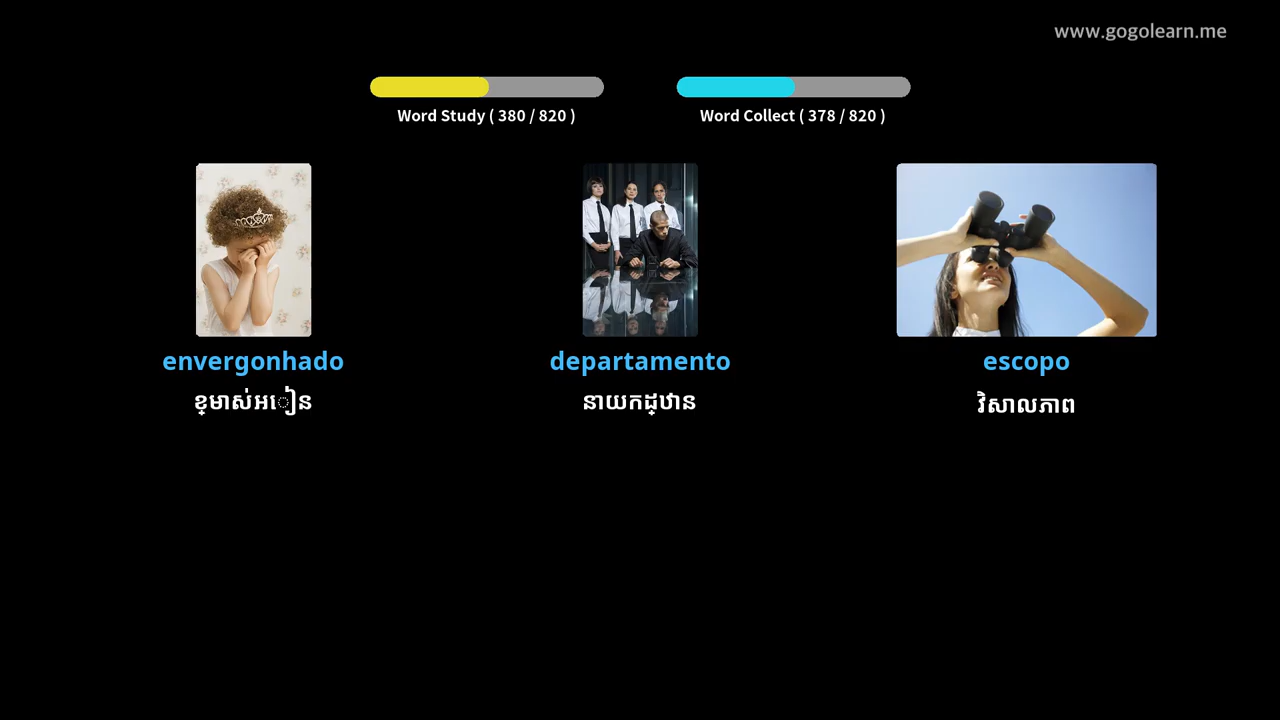 www.gogolearn.me
Word Study ( 380 / 820 )
Word Collect ( 378 / 820 )
envergonhado
departamento
escopo
ខ្មាស់អៀន
នាយកដ្ឋាន
វិសាលភាព